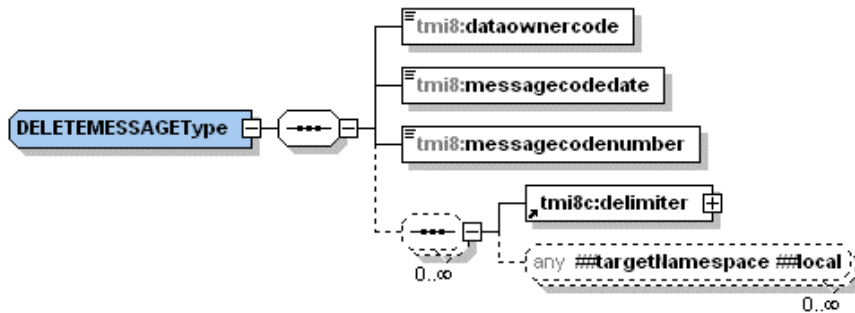 tmi8:dataownercode
tmi8:messagecodedate
DELETEMESSAGEType
tmi8:messagecodenumber
tmi8c:delimiter
any ##targetNamespace ##local
0..∞
0..∞